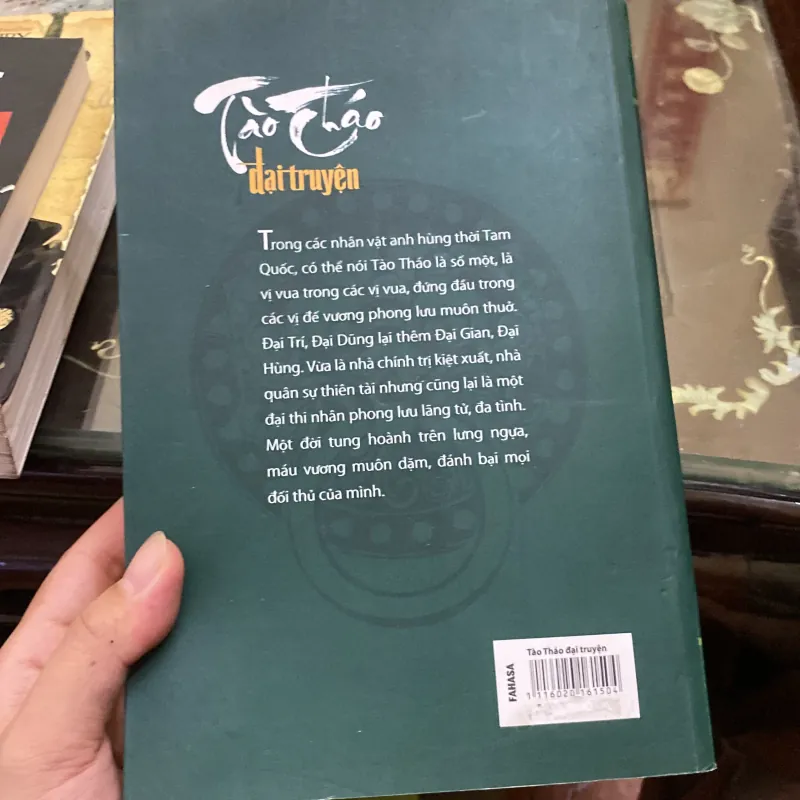 Tào Tháo
đại truyện
Trong các nhân vật anh hùng thời Tam
Quốc, có thể nói Tào Tháo là số một, là
vị vua trong các vị vua, đứng đầu trong
các vị đế vương phong lưu muôn thuở.
Đại Trí, Đại Dũng lại thêm Đại Gian, Đại
Hùng. Vừa là nhà chính trị kiệt xuất, nhà
quân sự thiên tài nhưng cũng lại là một
đại thi nhân phong lưu lãng tử, đa tình.
Một đời tung hoành trên lưng ngựa,
máu vương muôn dặm, đánh bại mọi
đối thủ của mình.
Tào Tháo đại truyện
FAHASA
1 116020 161504